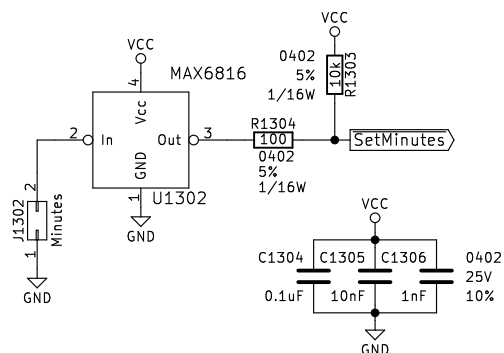 VCC
VCC
MAX6816
0402
5%
1/16W
10k
R1303
4
Vcc
2
In
Out
3
R1304
100
0402
5%
1/16W
SetMinutes
GND
1
U1302
GND
J1302
2
1
Minutes
GND
VCC
C1304
C1305
C1306
0402
25V
10%
0.1uF
10nF
1nF
GND